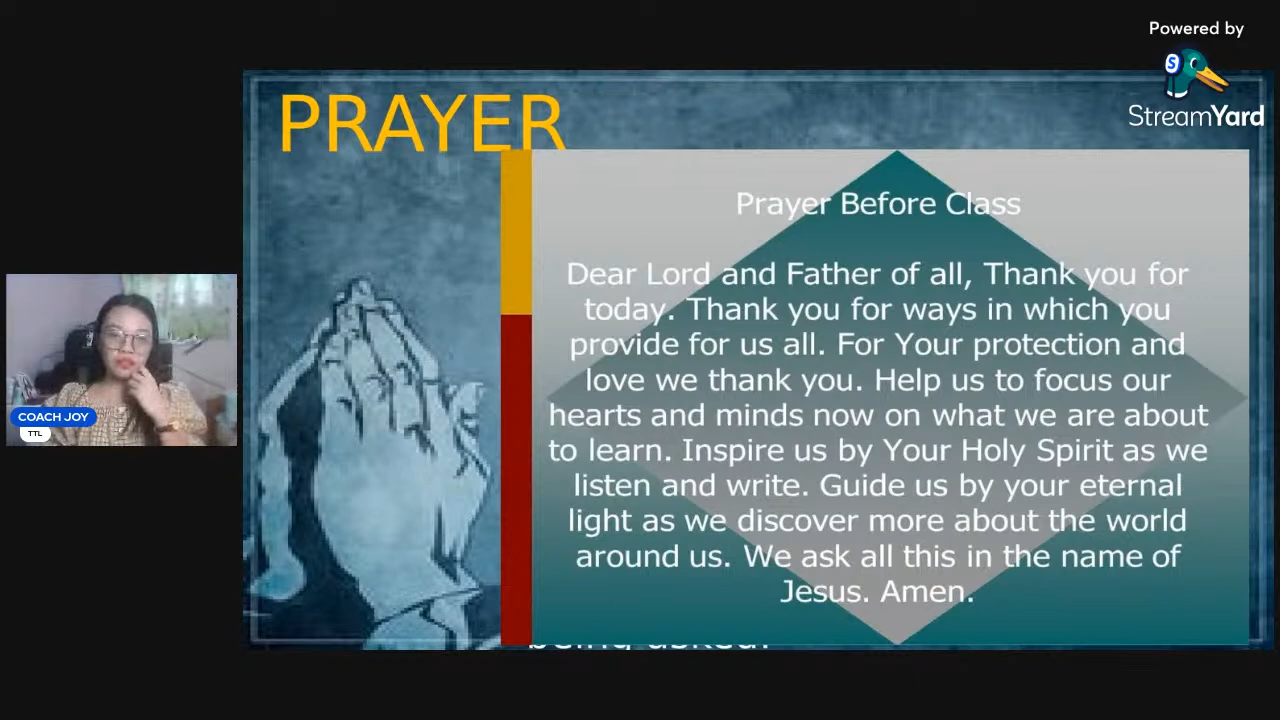 Powered by
StreamYard
PRAYER
Prayer Before Class
Dear Lord and Father of all, Thank you for
today. Thank you for ways in which you
provide for us all. For Your protection and
love we thank you. Help us to focus our
hearts and minds now on what we are about
to learn. Inspire us by Your Holy Spirit as we
listen and write. Guide us by your eternal
light as we discover more about the world
around us. We ask all this in the name of
Jesus. Amen.
being asked.
COACH JOY
TTL